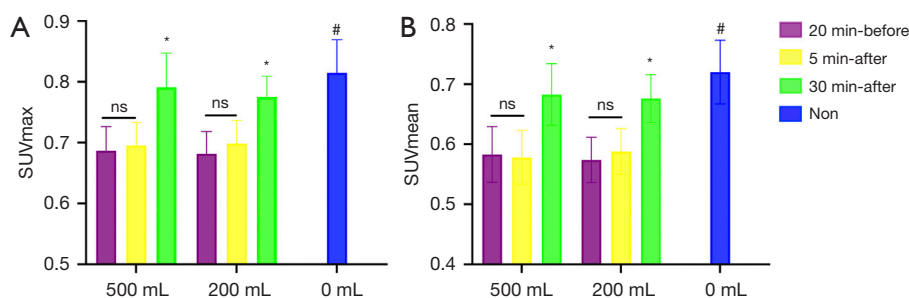 A
SUVmax
0.9
0.8
0.7
0.6
0.5
ns
*
ns
*
#
500 mL
200 mL
0 mL
B
SUVmean
0.8
0.7
0.6
0.5
0.4
ns
*
ns
*
#
500 mL
200 mL
0 mL
20 min-before
5 min-after
30 min-after
Non